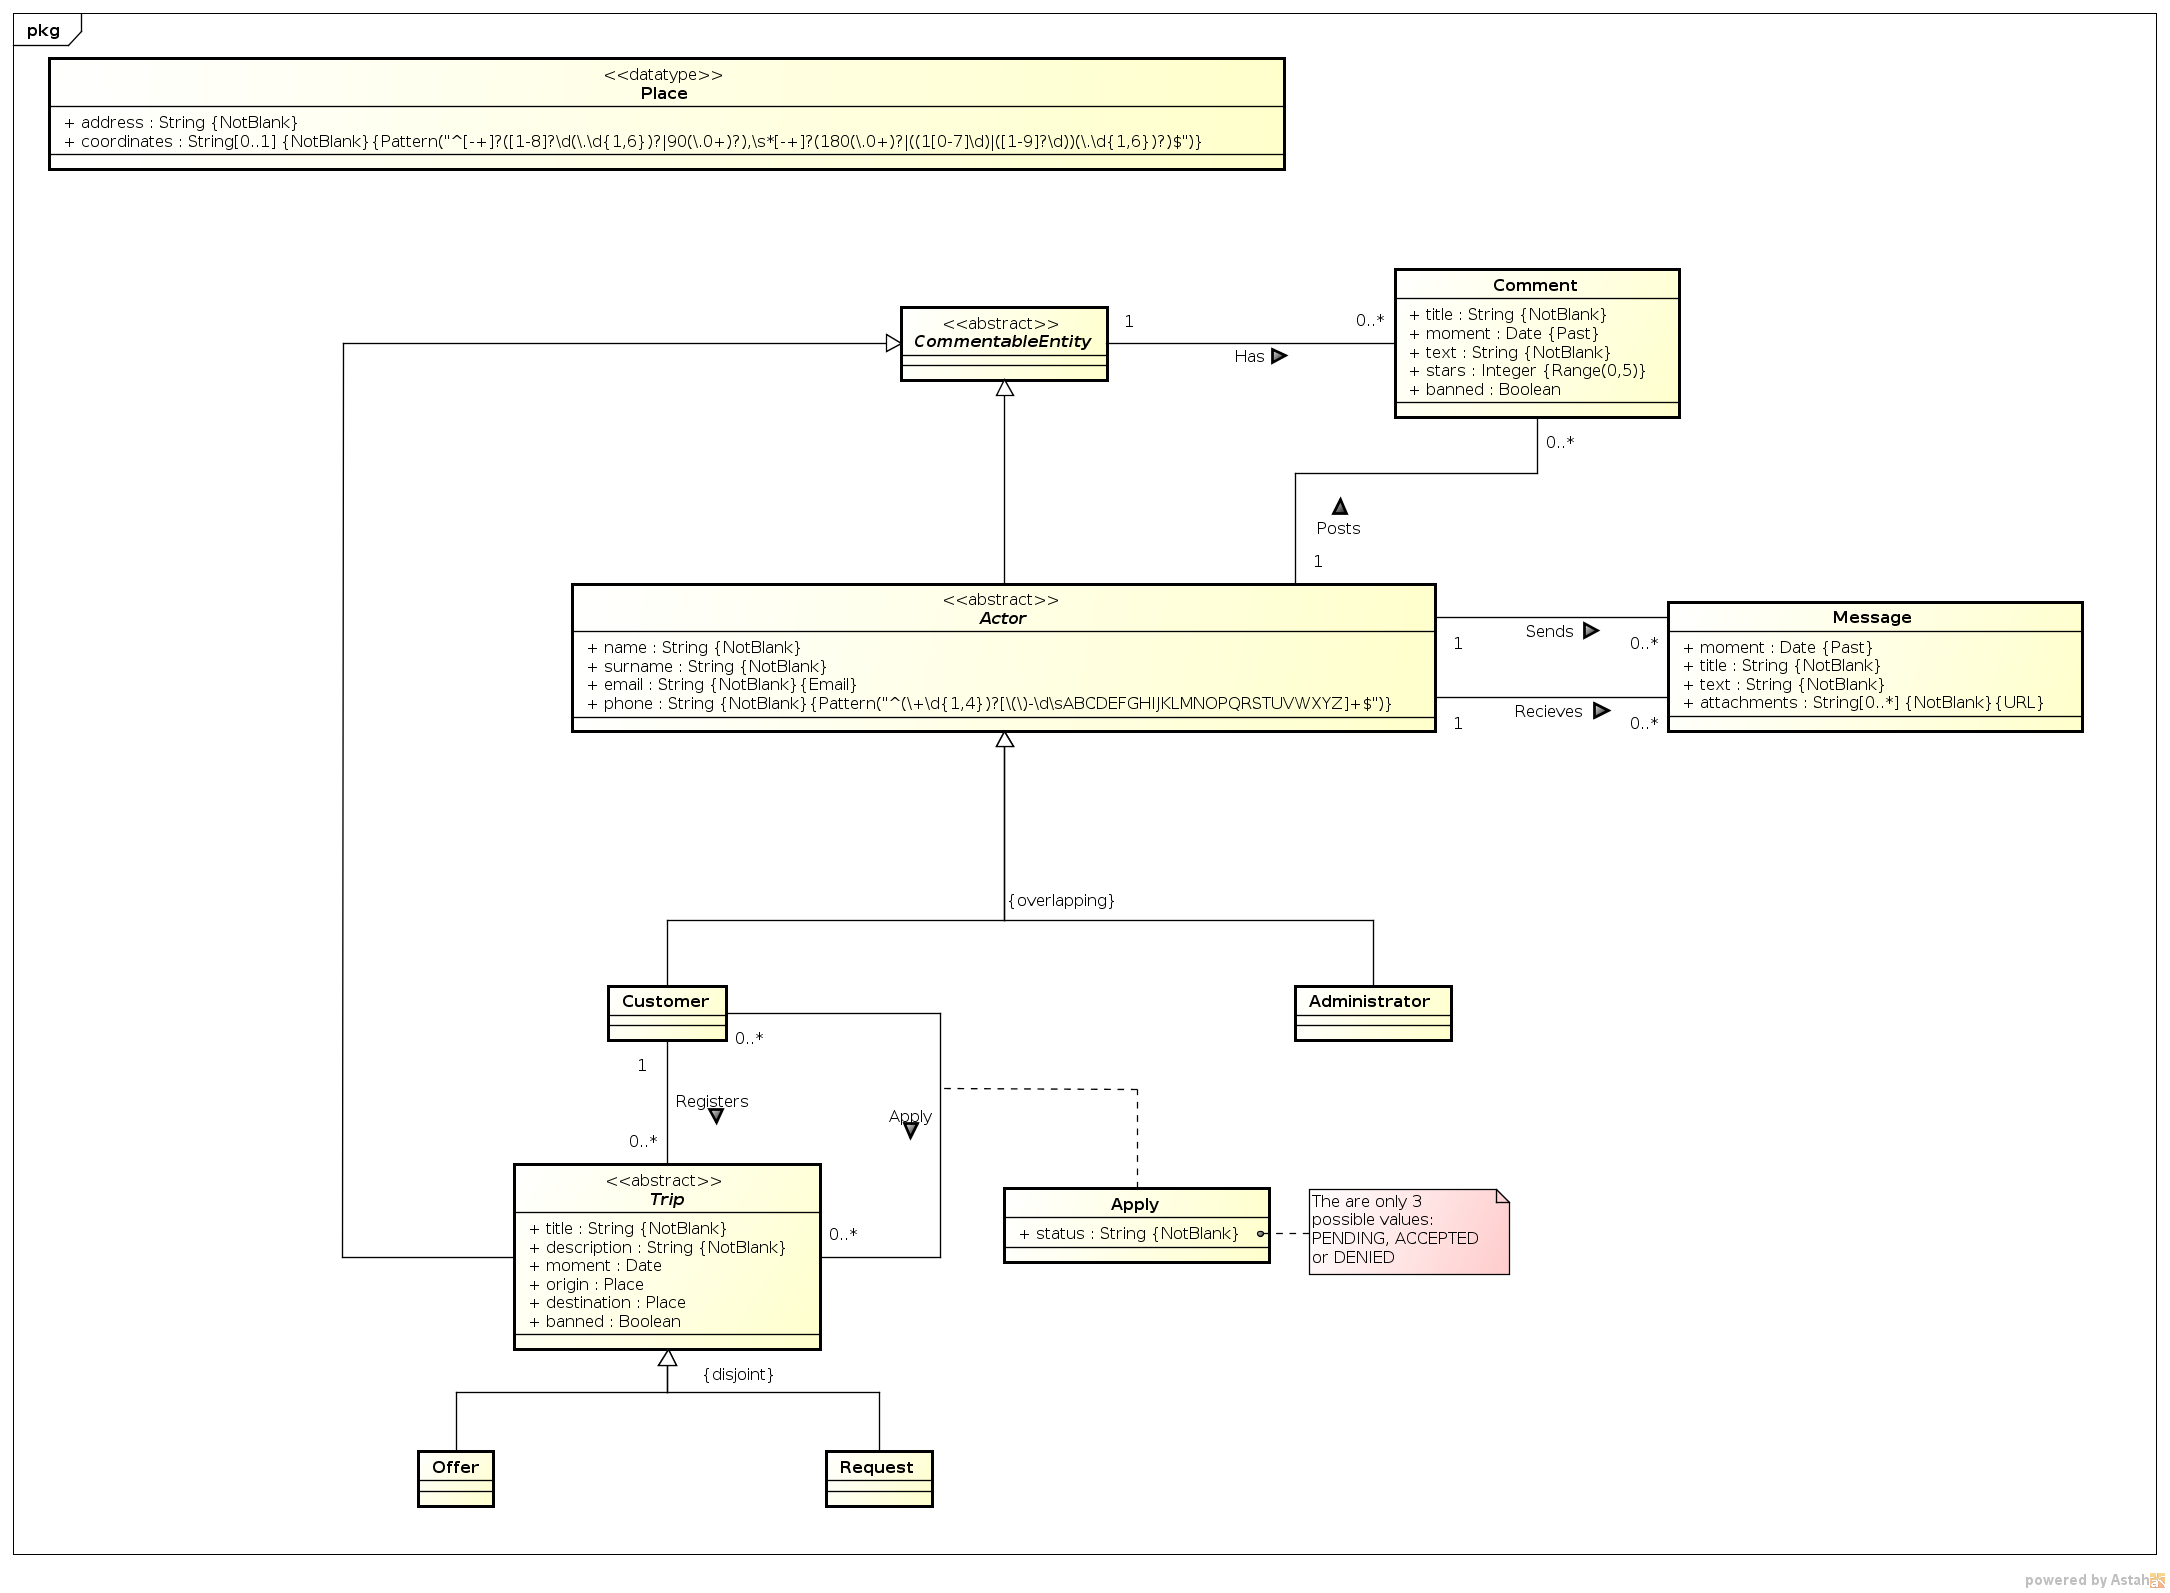 pkg
<<datatype>>
Place
+ address : String {NotBlank}
+ coordinates : String[0..1] {NotBlank}{Pattern("^[-+]?([1-8]?\d(\.\d{1,6})?|90(\.0+)?),\s*[-+]?(180(\.0+)?|((1[0-7]\d)|([1-9]?\d))(\.\d{1,6})?)$")}
<<abstract>>
CommentableEntity
1
0..*
Has
Comment
+ title : String {NotBlank}
+ moment : Date {Past}
+ text : String {NotBlank}
+ stars : Integer {Range(0,5)}
+ banned : Boolean
0..*
Posts
1
<<abstract>>
Actor
+ name : String {NotBlank}
+ surname : String {NotBlank}
+ email : String {NotBlank}{Email}
+ phone : String {NotBlank}{Pattern("^(\+\d{1,4})?[\(\)-\d\sABCDEFGHIJKLMNOPQRSTUVWXYZ]+$")}
Sends
1
0..*
Recieves
1
0..*
Message
+ moment : Date {Past}
+ title : String {NotBlank}
+ text : String {NotBlank}
+ attachments : String[0..*] {NotBlank}{URL}
{overlapping}
Customer
Administrator
0..*
1
Registers
Apply
0..*
<<abstract>>
Trip
+ title : String {NotBlank}
+ description : String {NotBlank}
+ moment : Date
+ origin : Place
+ destination : Place
+ banned : Boolean
0..*
Apply
+ status : String {NotBlank}
The are only 3
possible values:
PENDING, ACCEPTED
or DENIED
{disjoint}
Offer
Request
powered by Astah